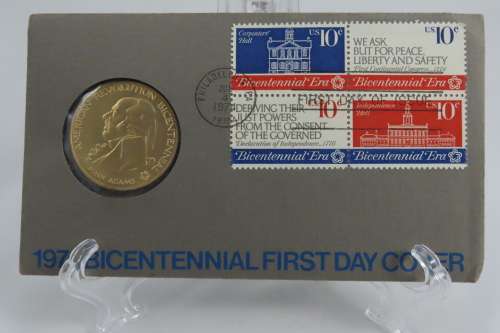 AMERICAN REVOLUTION BICENTENNIAL
JOHN ADAMS
PHILADEL
Carpenters'
Hall
US 10c
Bicentennial Era
WE ASK
BUT FOR PEACE,
LIBERTY AND SAFETY
First Continental Congress, 1774
US 10c
Bicentennial Era
FIRST DAY OF ISSUE
DERIVING THEIR
JUST POWERS
FROM THE CONSENT
OF THE GOVERNED
Declaration of Independence, 1776
10c
Bicentennial Era
Independence
Hall
US 10c
Bicentennial Era
197 BICENTENNIAL FIRST DAY COVER